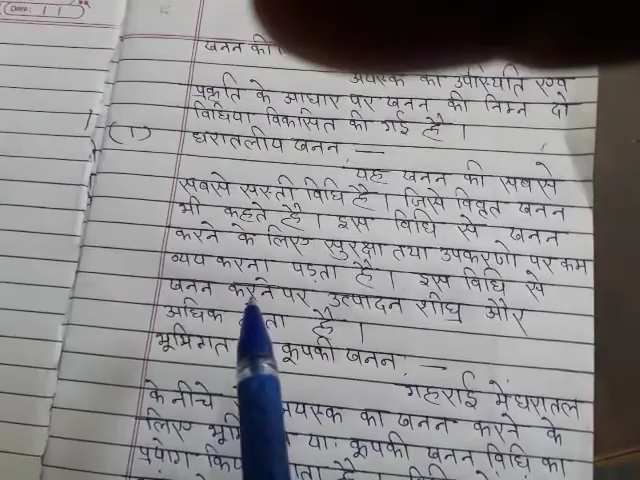 DATE: 11
खनन की
अयस्क की उपस्थिति एवं
प्रकृति के आधार पर खनन की निम्न दो
विधियां विकसित की गई है।
(1) धरातलीय खनन —
यह खनन की सबसे
सबसे सस्ती विधि है। जिसे विवृत खनन
भी कहते है। इस विधि से खनन
करने के लिए सुरक्षा तथा उपकरणो पर कम
व्यय करना पड़ता है। इस विधि से
खनन करने पर उत्पादन शीघ्र और
अधिक है।
भूमिगत कूपकी खनन —
गहराई में धरातल
के नीचे अयस्क का खनन करने के
लिए या कूपकी खनन विधि का
प्रयोग है।